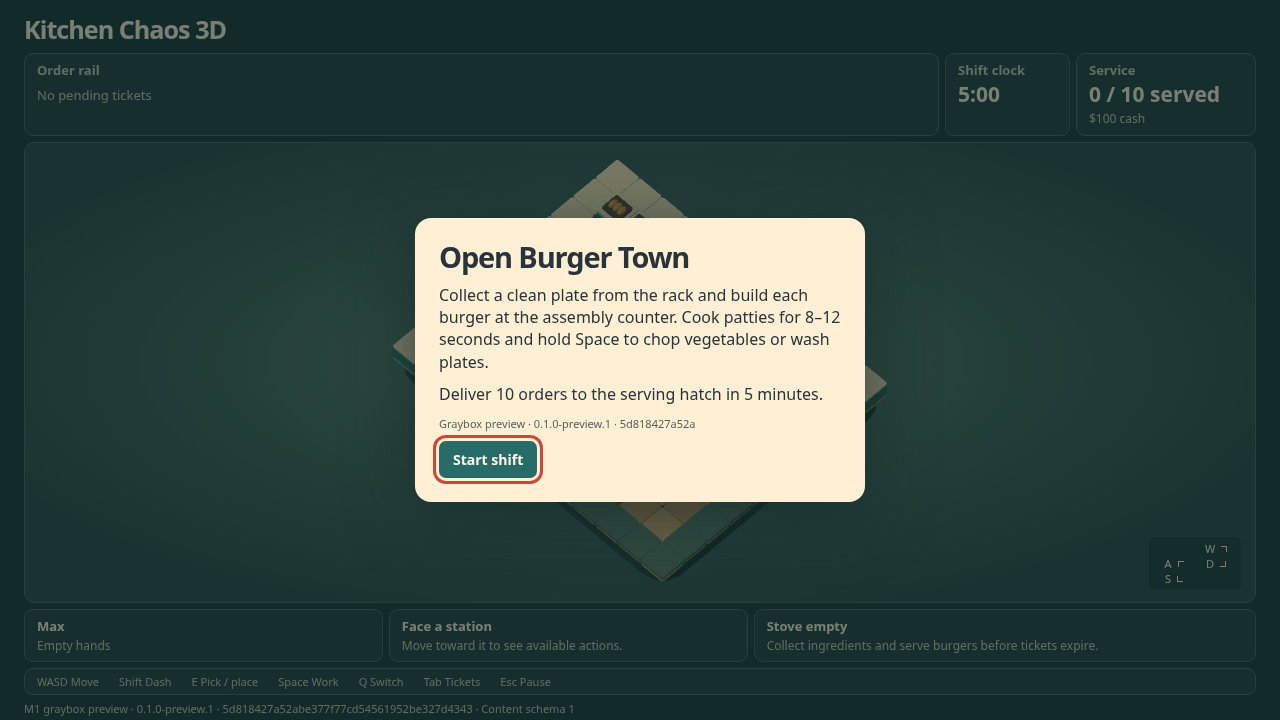 Kitchen Chaos 3D
Order rail
No pending tickets
Shift clock
5:00
Service
0 / 10 served
$100 cash
Open Burger Town
Collect a clean plate from the rack and build each
burger at the assembly counter. Cook patties for 8–12
seconds and hold Space to chop vegetables or wash
plates.
Deliver 10 orders to the serving hatch in 5 minutes.
Graybox preview · 0.1.0-preview.1 · 5d818427a52a
Start shift
W
A D
S
Max
Empty hands
Face a station
Move toward it to see available actions.
Stove empty
Collect ingredients and serve burgers before tickets expire.
WASD Move Shift Dash E Pick / place Space Work Q Switch Tab Tickets Esc Pause
M1 graybox preview · 0.1.0-preview.1 · 5d818427a52abe377f77cd54561952be327d4343 · Content schema 1